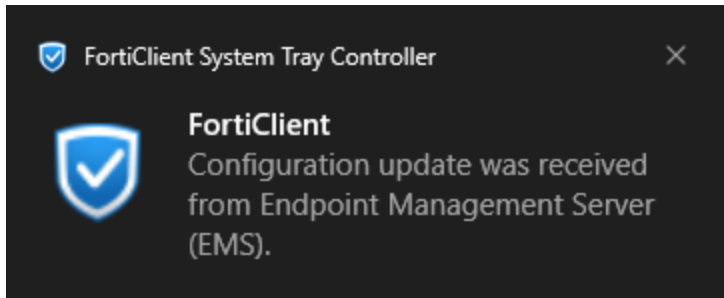 FortiClient System Tray Controller
FortiClient
Configuration update was received
from Endpoint Management Server
(EMS).